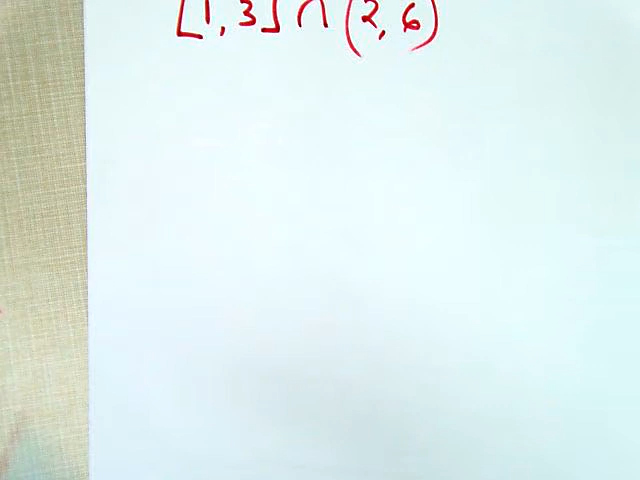 [1, 3] ∩ (2, 6)